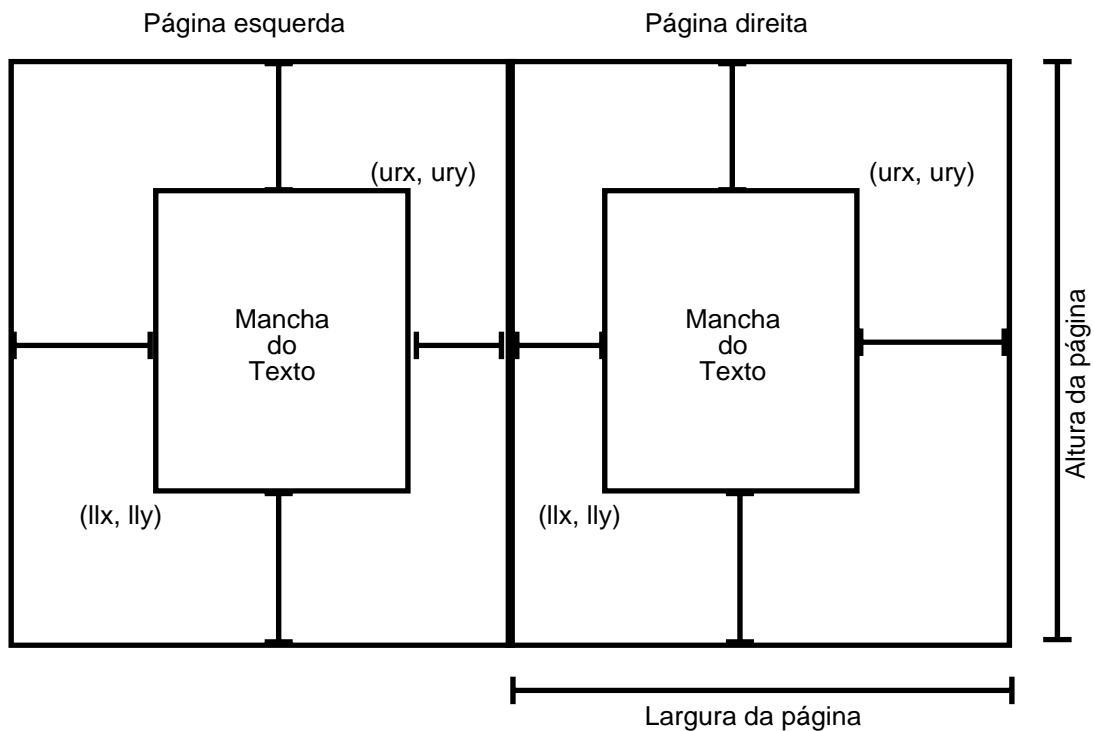 Página esquerda
Página direita
(urx, ury)
(urx, ury)
Mancha
do
Texto
Mancha
do
Texto
Altura da página
(llx, lly)
(llx, lly)
Largura da página